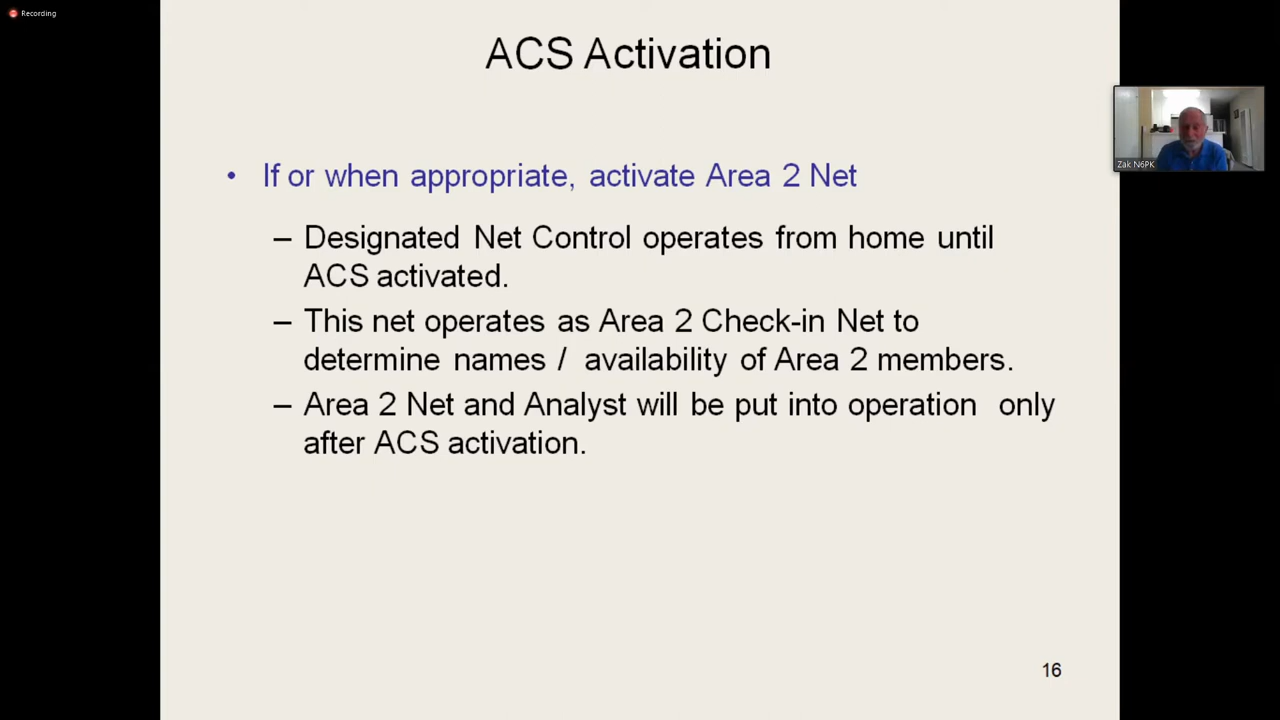 Recording
ACS Activation
Zak N6PK
• If or when appropriate, activate Area 2 Net
– Designated Net Control operates from home until
ACS activated.
– This net operates as Area 2 Check-in Net to
determine names / availability of Area 2 members.
– Area 2 Net and Analyst will be put into operation only
after ACS activation.
16